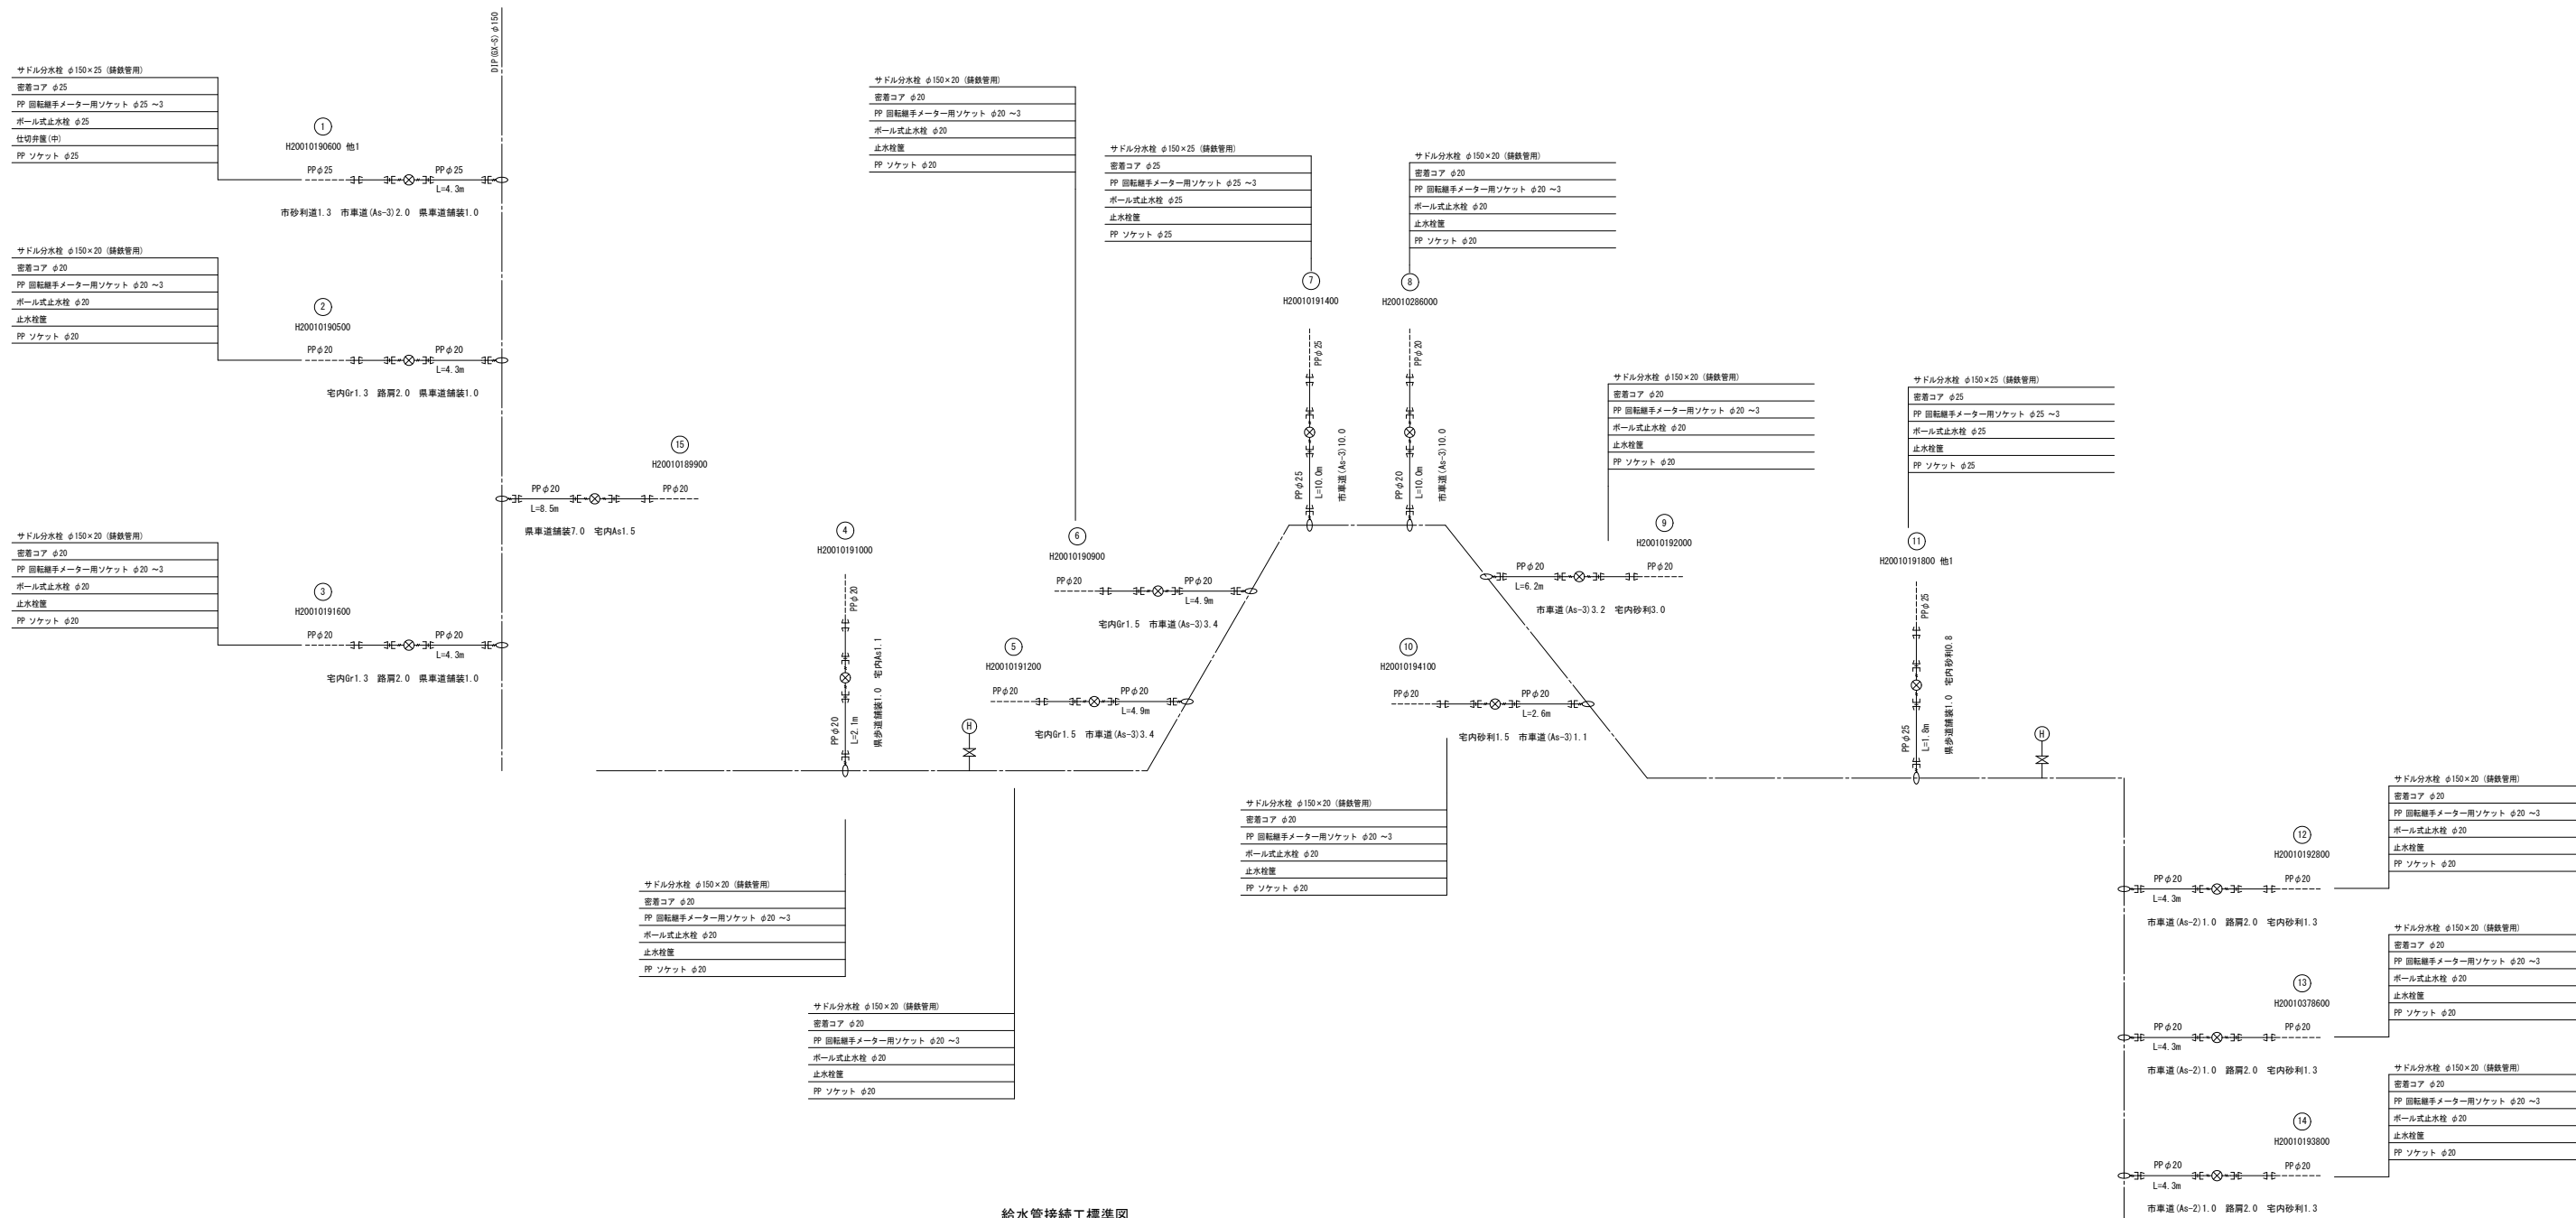 DIP(GX-S) φ150
サドル分水栓 φ150×25 (鋳鉄管用)
密着コア φ25
PP 回転継手メーター用ソケット φ25 ～3
ボール式止水栓 φ25
仕切弁筐(中)
PP ソケット φ25
1
H20010190600 他1
PPφ25
PPφ25
L=4.3m
市砂利道1.3 市車道(As-3)2.0 県車道舗装1.0
サドル分水栓 φ150×20 (鋳鉄管用)
密着コア φ20
PP 回転継手メーター用ソケット φ20 ～3
ボール式止水栓 φ20
止水栓筐
PP ソケット φ20
2
H20010190500
PPφ20
PPφ20
L=4.3m
宅内Gr1.3 路肩2.0 県車道舗装1.0
15
H20010189900
PPφ20
PPφ20
L=8.5m
県車道舗装7.0 宅内As1.5
サドル分水栓 φ150×20 (鋳鉄管用)
密着コア φ20
PP 回転継手メーター用ソケット φ20 ～3
ボール式止水栓 φ20
止水栓筐
PP ソケット φ20
3
H20010191600
PPφ20
PPφ20
L=4.3m
宅内Gr1.3 路肩2.0 県車道舗装1.0
4
H20010191000
PPφ20
PPφ20
L=2.1m
県歩道舗装1.0 宅内As1.1
サドル分水栓 φ150×20 (鋳鉄管用)
密着コア φ20
PP 回転継手メーター用ソケット φ20 ～3
ボール式止水栓 φ20
止水栓筐
PP ソケット φ20
H
5
H20010191200
PPφ20
PPφ20
L=4.9m
宅内Gr1.5 市車道(As-3)3.4
サドル分水栓 φ150×20 (鋳鉄管用)
密着コア φ20
PP 回転継手メーター用ソケット φ20 ～3
ボール式止水栓 φ20
止水栓筐
PP ソケット φ20
サドル分水栓 φ150×20 (鋳鉄管用)
密着コア φ20
PP 回転継手メーター用ソケット φ20 ～3
ボール式止水栓 φ20
止水栓筐
PP ソケット φ20
6
H20010190900
PPφ20
PPφ20
L=4.9m
宅内Gr1.5 市車道(As-3)3.4
サドル分水栓 φ150×25 (鋳鉄管用)
密着コア φ25
PP 回転継手メーター用ソケット φ25 ～3
ボール式止水栓 φ25
止水栓筐
PP ソケット φ25
7
H20010191400
PPφ25
PPφ25
L=10.0m
市車道(As-3)10.0
サドル分水栓 φ150×20 (鋳鉄管用)
密着コア φ20
PP 回転継手メーター用ソケット φ20 ～3
ボール式止水栓 φ20
止水栓筐
PP ソケット φ20
8
H20010286000
PPφ20
PPφ20
L=10.0m
市車道(As-3)10.0
サドル分水栓 φ150×20 (鋳鉄管用)
密着コア φ20
PP 回転継手メーター用ソケット φ20 ～3
ボール式止水栓 φ20
止水栓筐
PP ソケット φ20
9
H20010192000
PPφ20
PPφ20
L=6.2m
市車道(As-3)3.2 宅内砂利3.0
10
H20010194100
PPφ20
PPφ20
L=2.6m
宅内砂利1.5 市車道(As-3)1.1
サドル分水栓 φ150×20 (鋳鉄管用)
密着コア φ20
PP 回転継手メーター用ソケット φ20 ～3
ボール式止水栓 φ20
止水栓筐
PP ソケット φ20
サドル分水栓 φ150×25 (鋳鉄管用)
密着コア φ25
PP 回転継手メーター用ソケット φ25 ～3
ボール式止水栓 φ25
止水栓筐
PP ソケット φ25
11
H20010191800 他1
PPφ25
PPφ25
L=1.8m
県歩道舗装1.0 宅内砂利0.8
H
サドル分水栓 φ150×20 (鋳鉄管用)
密着コア φ20
PP 回転継手メーター用ソケット φ20 ～3
ボール式止水栓 φ20
止水栓筐
PP ソケット φ20
12
H20010192800
PPφ20
PPφ20
L=4.3m
市車道(As-2)1.0 路肩2.0 宅内砂利1.3
サドル分水栓 φ150×20 (鋳鉄管用)
密着コア φ20
PP 回転継手メーター用ソケット φ20 ～3
ボール式止水栓 φ20
止水栓筐
PP ソケット φ20
13
H20010378600
PPφ20
PPφ20
L=4.3m
市車道(As-2)1.0 路肩2.0 宅内砂利1.3
サドル分水栓 φ150×20 (鋳鉄管用)
密着コア φ20
PP 回転継手メーター用ソケット φ20 ～3
ボール式止水栓 φ20
止水栓筐
PP ソケット φ20
14
H20010193800
PPφ20
PPφ20
L=4.3m
市車道(As-2)1.0 路肩2.0 宅内砂利1.3
給水管接続工標準図